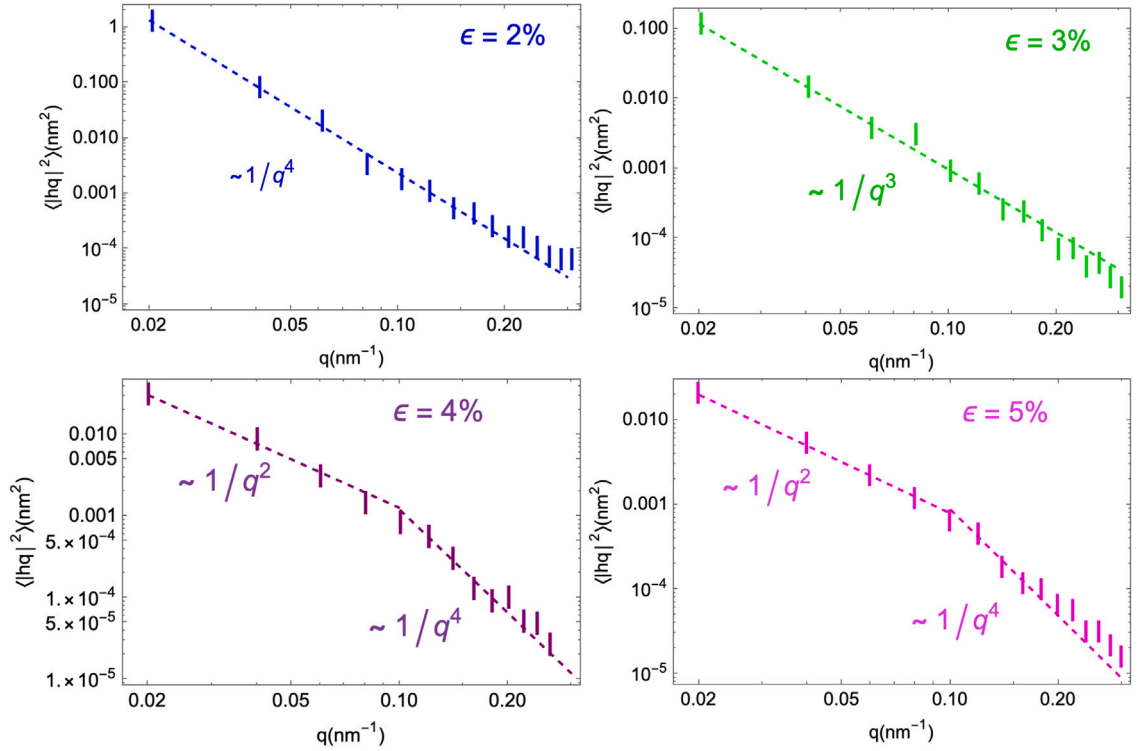 ϵ = 2%
1
0.100
0.010
0.001
10⁻⁴
10⁻⁵
⟨|hq|²⟩(nm²)
~ 1/q⁴
0.02 0.05 0.10 0.20
q(nm⁻¹)
ϵ = 3%
0.100
0.010
0.001
10⁻⁴
10⁻⁵
⟨|hq|²⟩(nm²)
~ 1/q³
0.02 0.05 0.10 0.20
q(nm⁻¹)
ϵ = 4%
0.010
0.005
0.001
5.×10⁻⁴
1.×10⁻⁴
5.×10⁻⁵
1.×10⁻⁵
⟨|hq|²⟩(nm²)
~ 1/q²
~ 1/q⁴
0.02 0.05 0.10 0.20
q(nm⁻¹)
ϵ = 5%
0.010
0.001
10⁻⁴
10⁻⁵
⟨|hq|²⟩(nm²)
~ 1/q²
~ 1/q⁴
0.02 0.05 0.10 0.20
q(nm⁻¹)